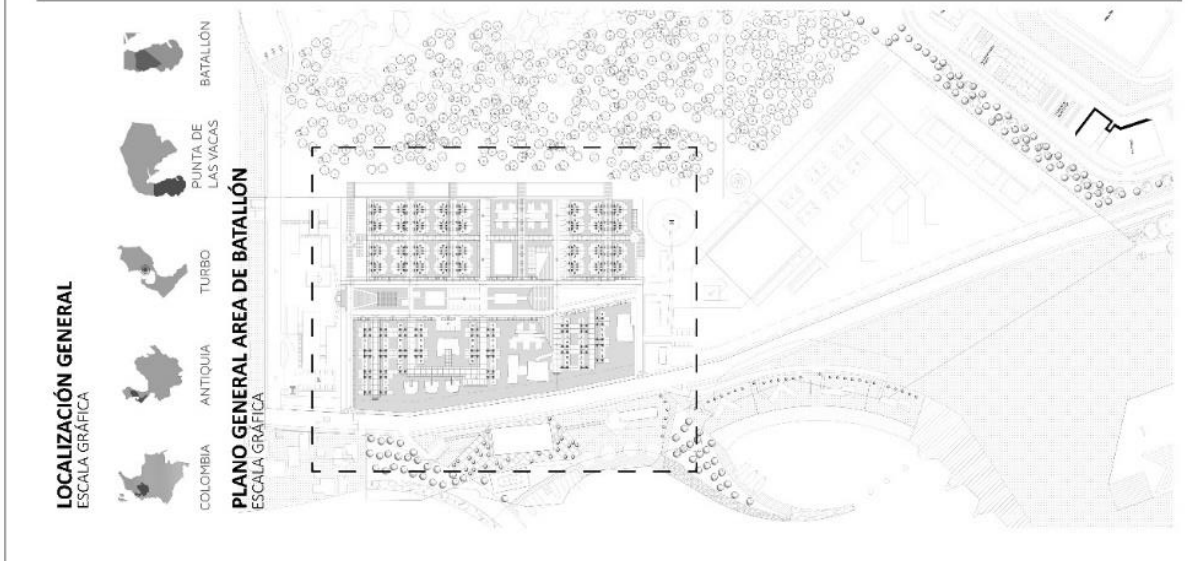 LOCALIZACIÓN GENERAL
ESCALA GRÁFICA
COLOMBIA
ANTIQUIA
TURBO
PUNTA DE
LAS VACAS
BATALLÓN
PLANO GENERAL AREA DE BATALLÓN
ESCALA GRÁFICA